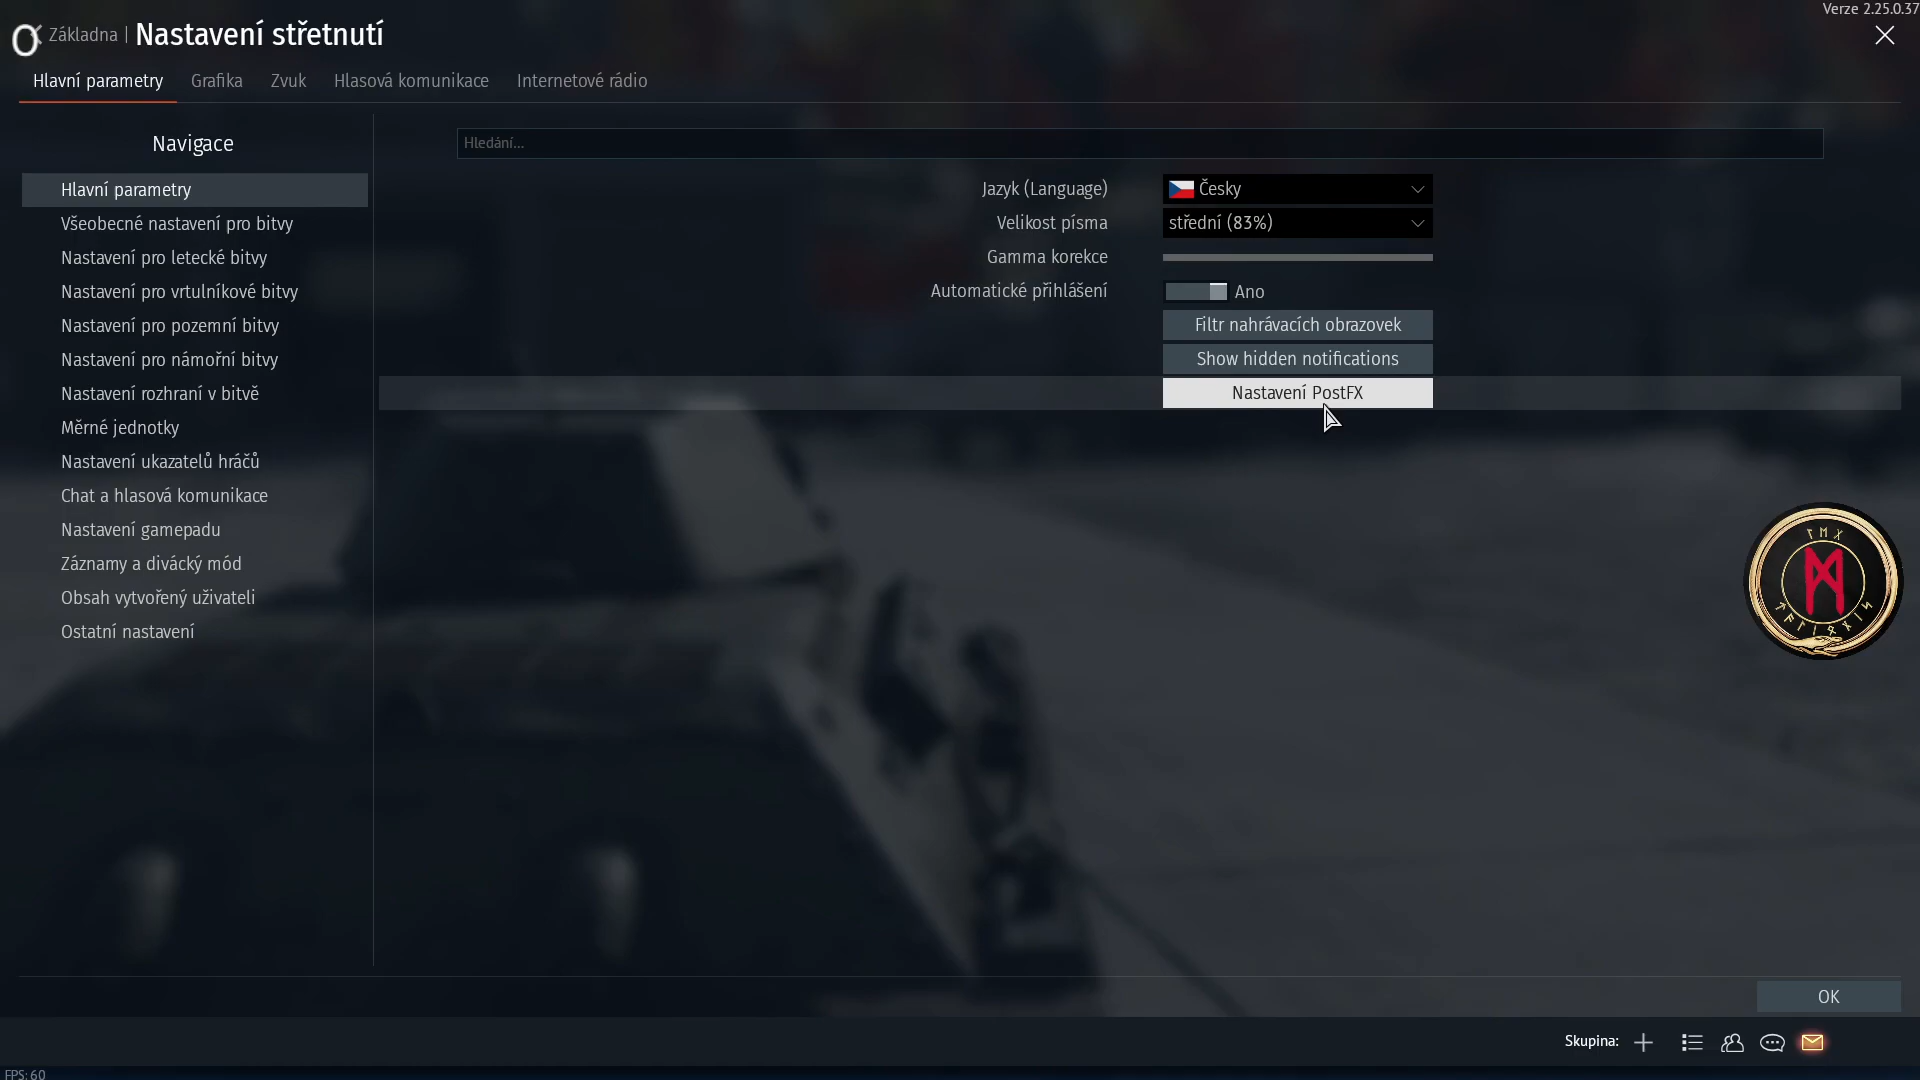 Verze 2.25.0.37
Základna | Nastavení střetnutí
Hlavní parametry
Grafika
Zvuk
Hlasová komunikace
Internetové rádio
Navigace
Hlavní parametry
Všeobecné nastavení pro bitvy
Nastavení pro letecké bitvy
Nastavení pro vrtulníkové bitvy
Nastavení pro pozemní bitvy
Nastavení pro námořní bitvy
Nastavení rozhraní v bitvě
Měrné jednotky
Nastavení ukazatelů hráčů
Chat a hlasová komunikace
Nastavení gamepadu
Záznamy a divácký mód
Obsah vytvořený uživateli
Ostatní nastavení
Hledání...
Jazyk (Language)
Česky
Velikost písma
střední (83%)
Gamma korekce
Automatické přihlášení
Ano
Filtr nahrávacích obrazovek
Show hidden notifications
Nastavení PostFX
OK
Skupina:
FPS: 60